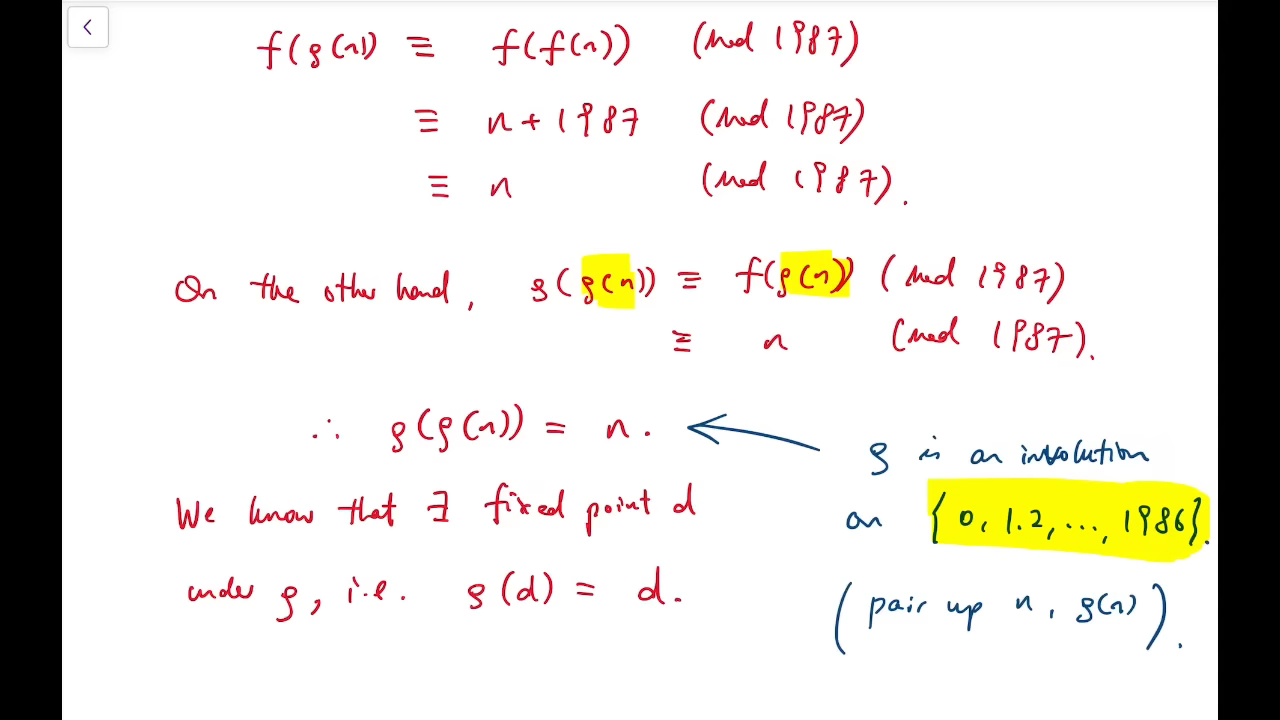 f(g(n)) ≡ f(f(n)) (mod 1987)
≡ n + 1987 (mod 1987)
≡ n (mod 1987).
On the other hand, g(g(n)) ≡ f(g(n)) (mod 1987)
≡ n (mod 1987).
∴ g(g(n)) = n.
g is an involution
on {0, 1. 2, ..., 1986}.
(pair up n, g(n)).
We know that ∃ fixed point d
under g, i.e. g(d) = d.